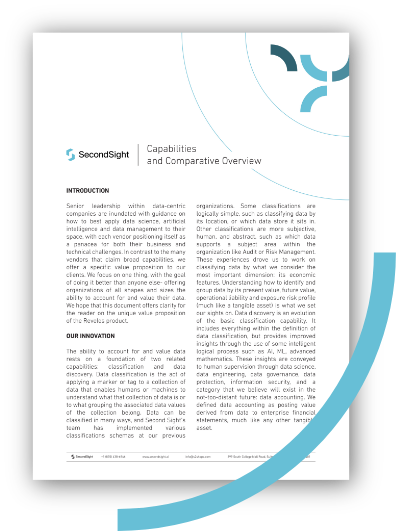 SecondSight
Capabilities
and Comparative Overview
INTRODUCTION
Senior leadership within data-centric
companies are inundated with guidance on
how to best apply data science, artificial
intelligence and data management to their
space, with each vendor positioning itself as
a panacea for both their business and
technical challenges. In contrast to the many
vendors that claim broad capabilities, we
offer a specific value proposition to our
clients. We focus on one thing, with the goal
of doing it better than anyone else- offering
organizations of all shapes and sizes, the
ability to account for and value their data.
We hope that this document offers clarity for
the reader on the unique value proposition
of the product.
OUR INNOVATION
The ability to account for and value data
rests on a foundation of two related
capabilities: classification and data
discovery. Data classification is the act of
applying a marker or tag to a collection of
data that enables humans or machines to
understand what that collection of data is or
to what grouping the associated data values
of the collection belong. Data can be
classified in many ways, and Second Sight's
team has implemented various
classifications schemas at our previous
organizations. Some classifications are
logically simple, such as classifying data by
its location, or which data store it sits in.
Other classifications are more subjective,
human, and abstract, such as which data
supports a subject area within the
organization like Audit or Risk Management.
These experiences drove us to work on
classifying data by what we consider the
most important dimension: its economic
features. Understanding how to identify and
group data by its present value, future value,
operational liability and exposure risk profile
(much like a tangible asset) is what we set
our sights on. Data discovery is an evolution
of the basic classification capability. It
includes everything within the definition of
data classification, but provides improved
insights through the use of some intelligent
logical process such as AI, ML, advanced
mathematics. These insights are conveyed
to human supervision through data science,
data engineering, data governance, data
protection, information security, and a
category that we believe will exist in the
not-too-distant future: data accounting. We
defined data accounting as posting value
derived from data to enterprise financial
statements, much like any other tangible
asset.
SecondSight